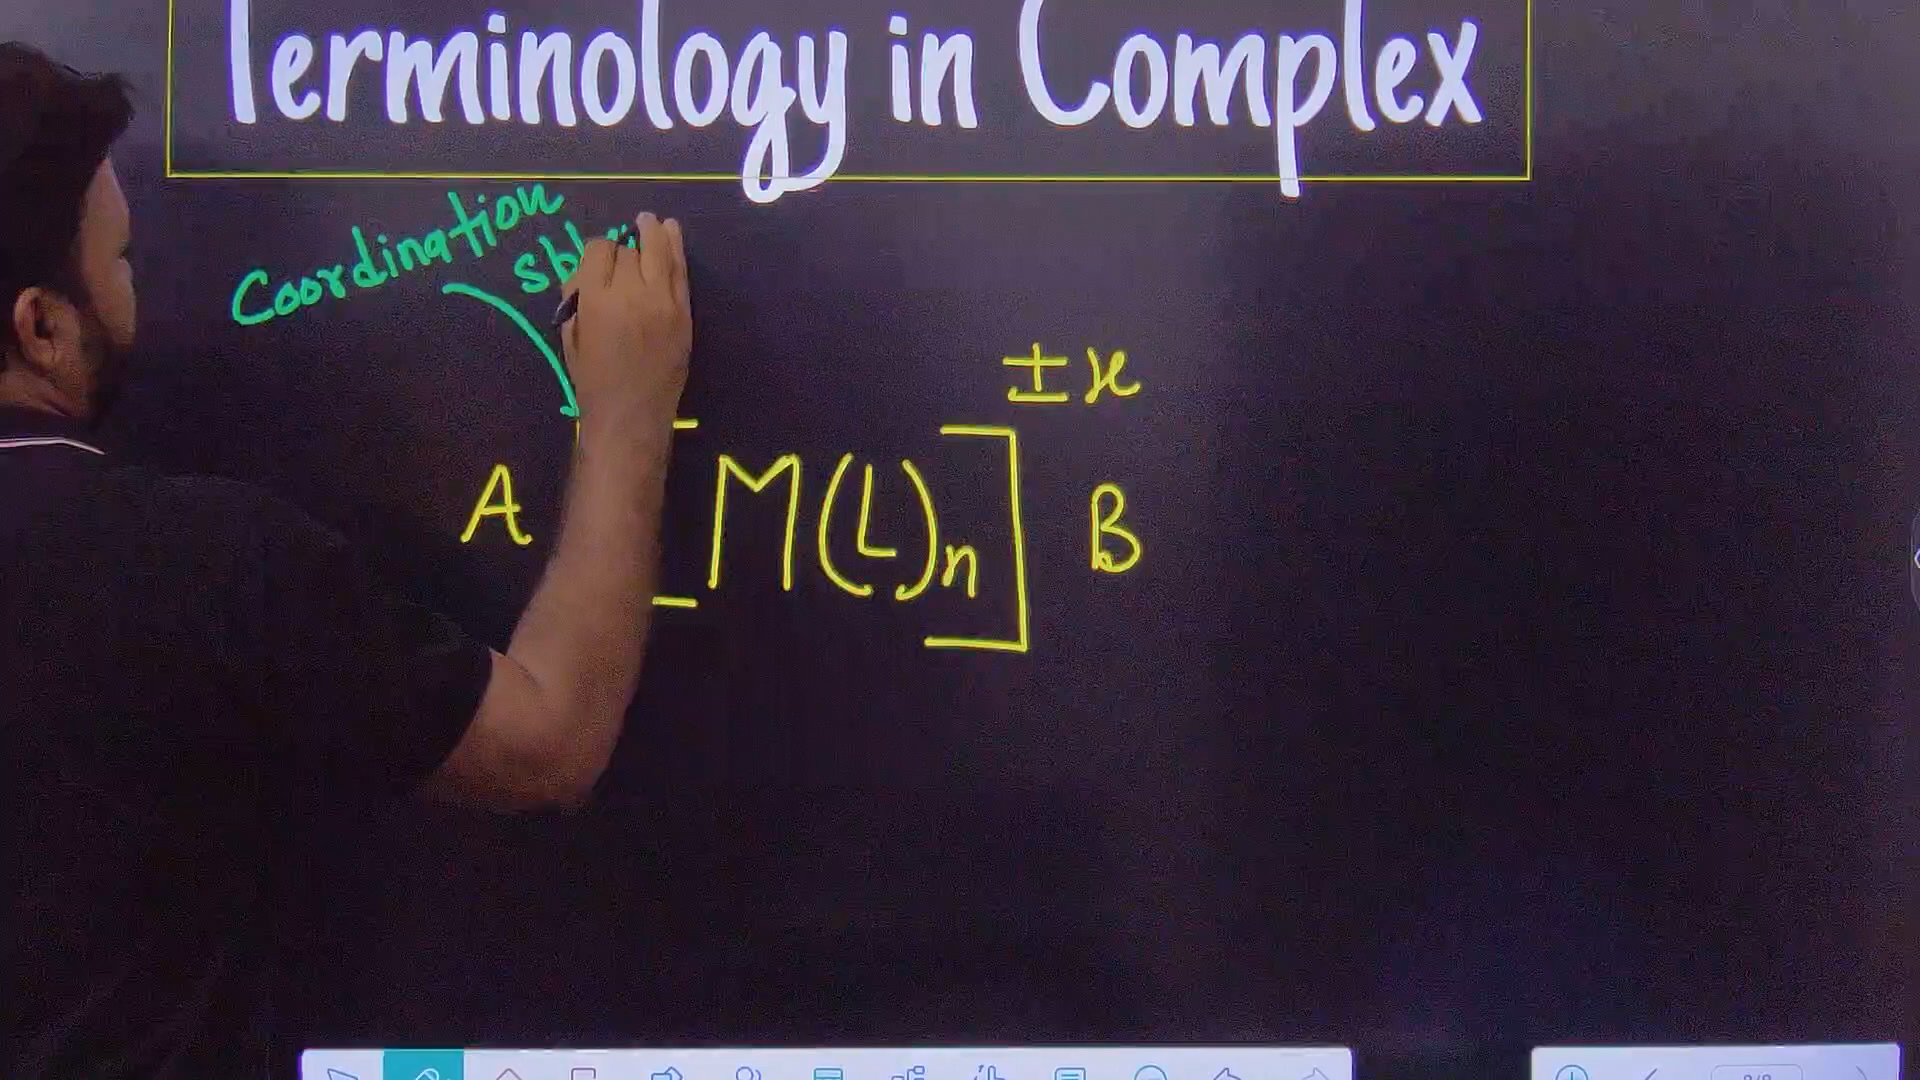 Terminology in Complex
Coordination
± x
A [M(L)n] B